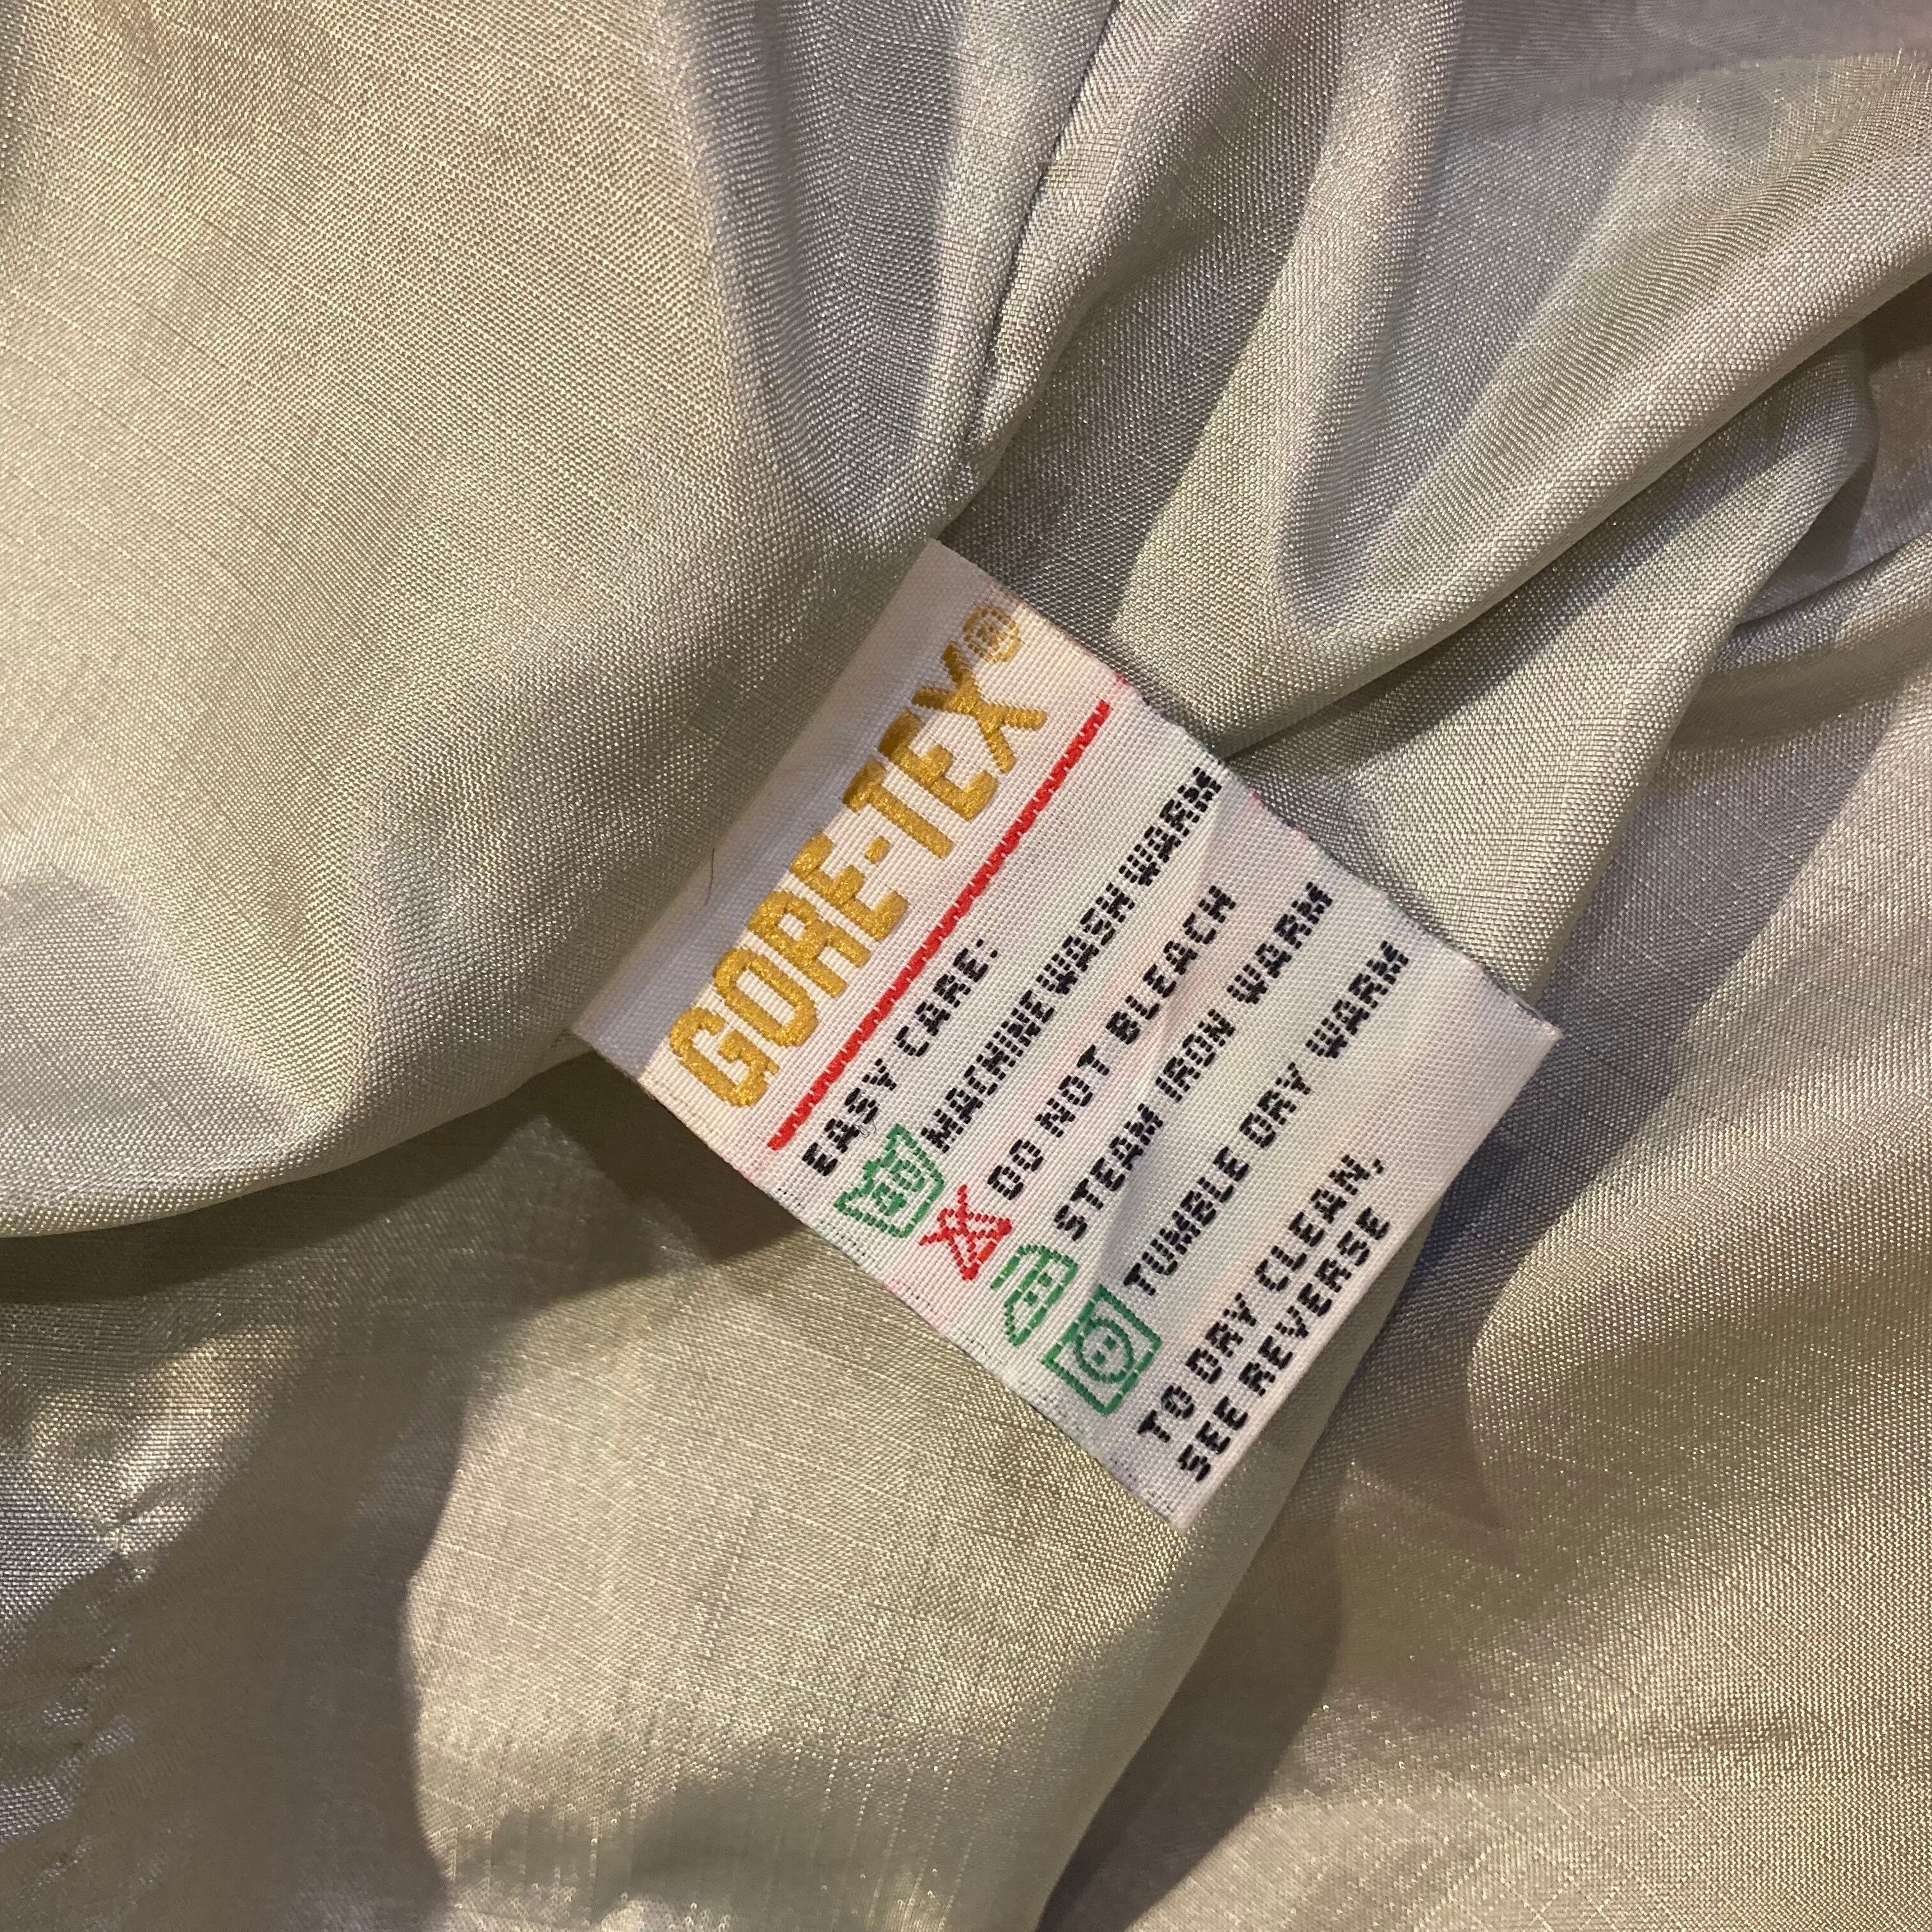 GORE-TEX®
EASY CARE:
MACHINE WASH WARM
DO NOT BLEACH
STEAM IRON WARM
TUMBLE DRY WARM
TO DRY CLEAN,
SEE REVERSE